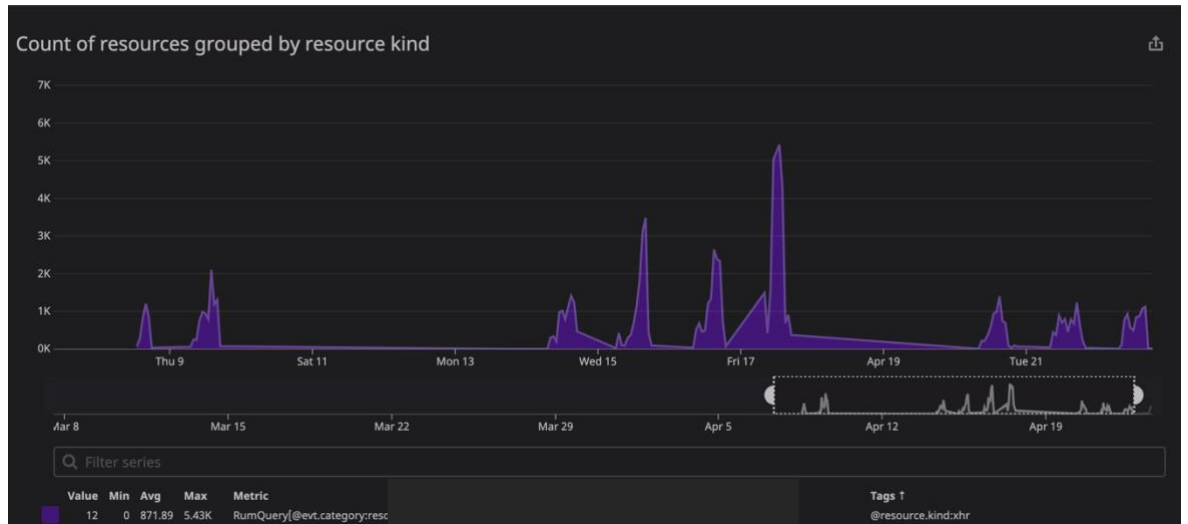 Count of resources grouped by resource kind
7K
6K
5K
4K
3K
2K
1K
0K
Thu 9 Sat 11 Mon 13 Wed 15 Fri 17 Apr 19 Tue 21
Mar 8 Mar 15 Mar 22 Mar 29 Apr 5 Apr 12 Apr 19
Filter series
Value Min Avg Max Metric Tags ↑
12 0 871.89 5.43K RumQuery[@evt.category:resc @resource.kind:xhr